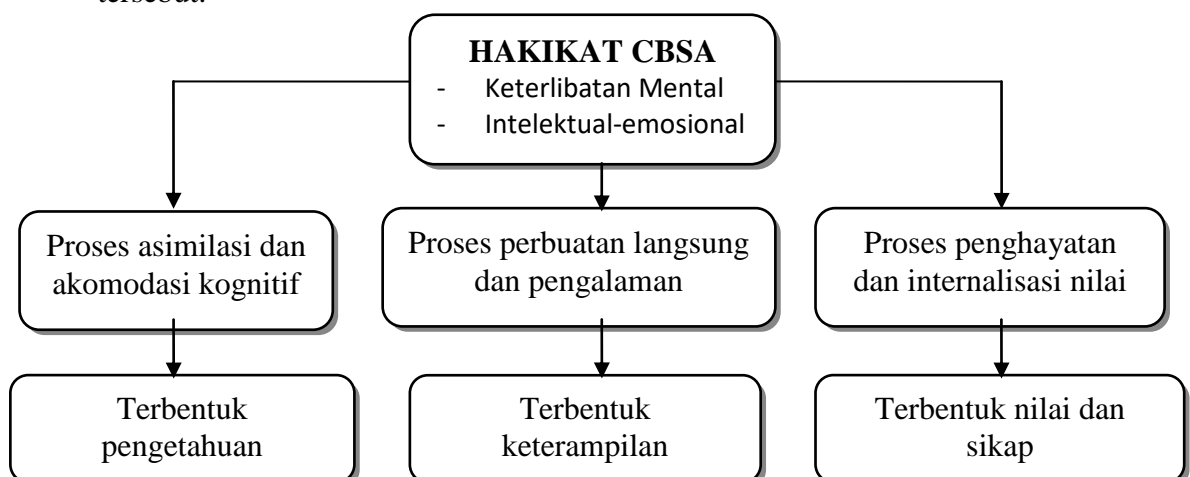 tersebut.
HAKIKAT CBSA
- Keterlibatan Mental
- Intelektual-emosional
Proses asimilasi dan
akomodasi kognitif
Proses perbuatan langsung
dan pengalaman
Proses penghayatan
dan internalisasi nilai
Terbentuk
pengetahuan
Terbentuk
keterampilan
Terbentuk nilai dan
sikap